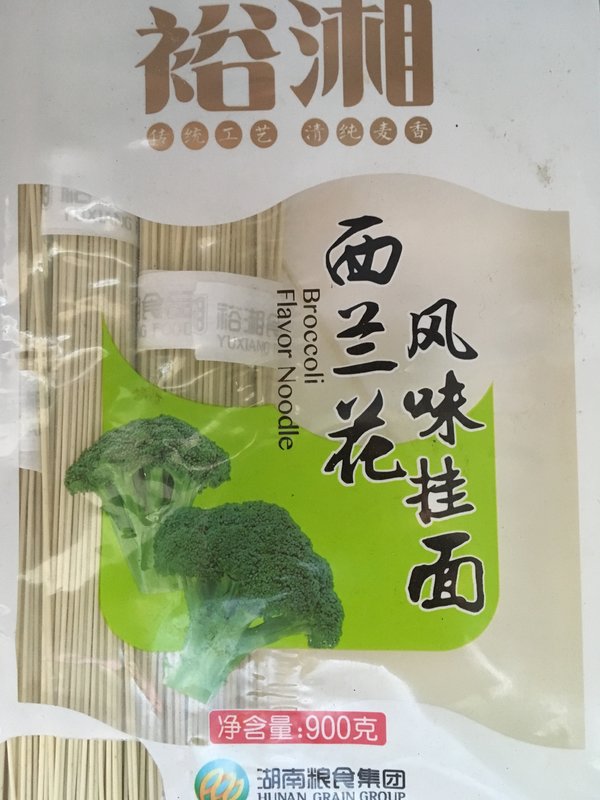 裕湘
传统工艺 清纯麦香
西兰花
风味挂面
Broccoli
Flavor Noodle
裕湘
YUXIANG
净含量:900克
湖南粮食集团
HUNAN GRAIN GROUP